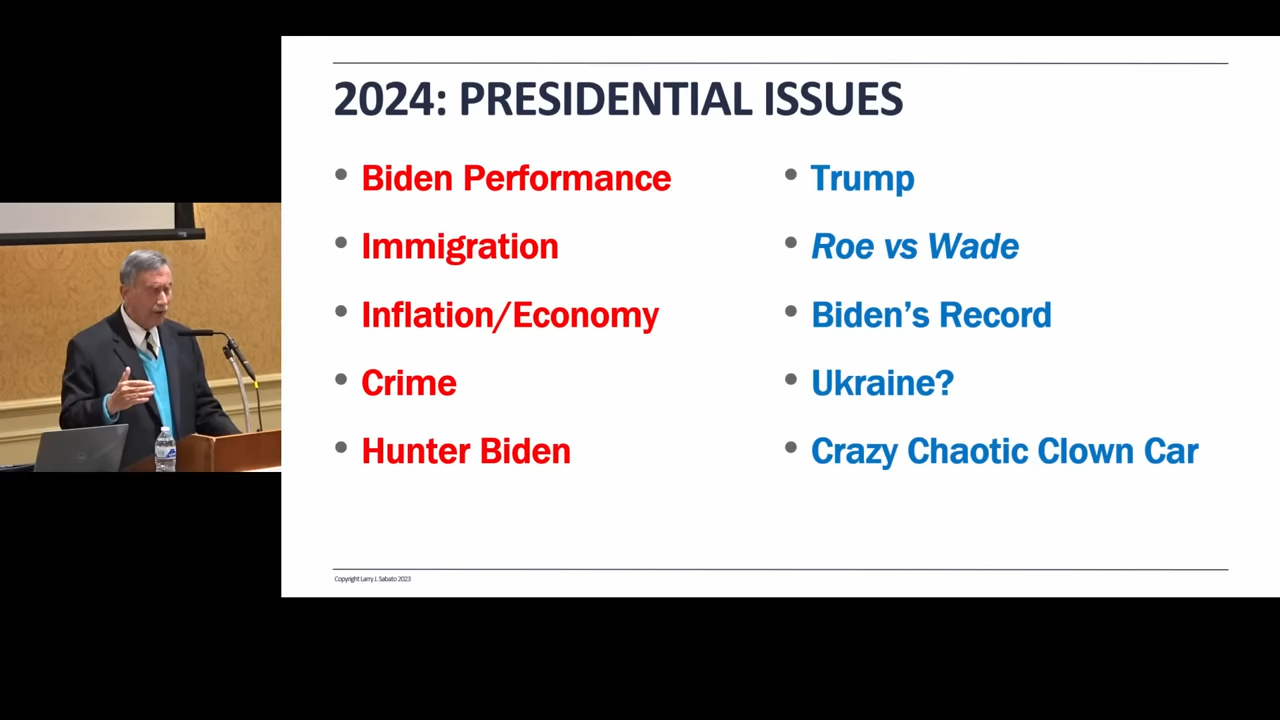 2024: PRESIDENTIAL ISSUES
• Biden Performance
• Immigration
• Inflation/Economy
• Crime
• Hunter Biden
• Trump
• Roe vs Wade
• Biden’s Record
• Ukraine?
• Crazy Chaotic Clown Car
Copyright Larry J. Sabato 2023